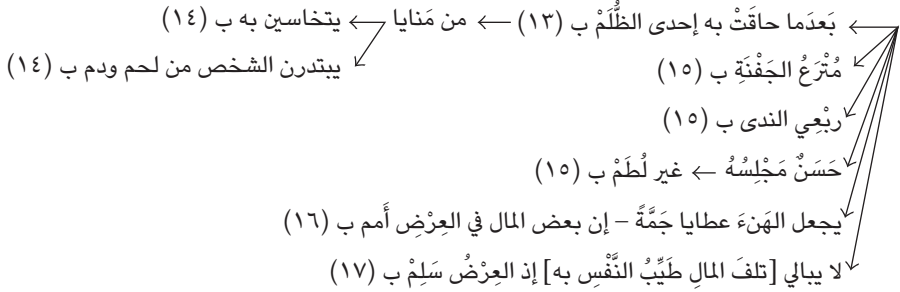 بَعدَما حاقَتْ به إحدى الظُّلَمْ ب (١٣) ← من مَنايا ← يتخاسين به ب (١٤)
يبتدرن الشخص من لحم ودم ب (١٤)
مُتْرَعُ الجَفْنَةِ ب (١٥)
ربْعِي الندى ب (١٥)
حَسَنٌ مَجْلِسُهُ ← غير لُطَمْ ب (١٥)
يجعل الهَنءَ عطايا جَمَّةً – إن بعض المال في العِرْضِ أَمم ب (١٦)
لا يبالي [تلفَ المالِ طَيِّبُ النَّفْسِ به] إذ العِرْضُ سَلِمْ ب (١٧)